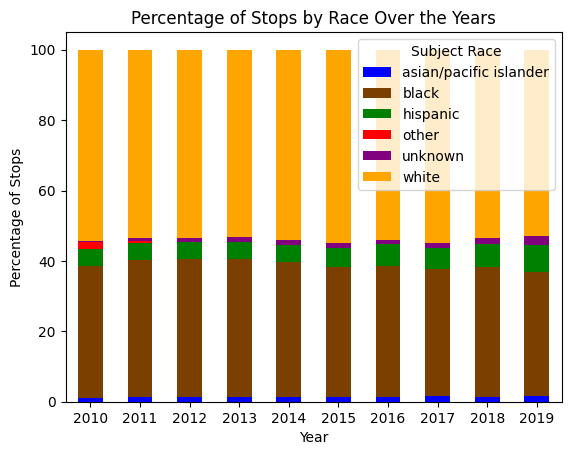 Percentage of Stops by Race Over the Years
Percentage of Stops
100
80
60
40
20
0
Subject Race
asian/pacific islander
black
hispanic
other
unknown
white
2010 2011 2012 2013 2014 2015 2016 2017 2018 2019
Year